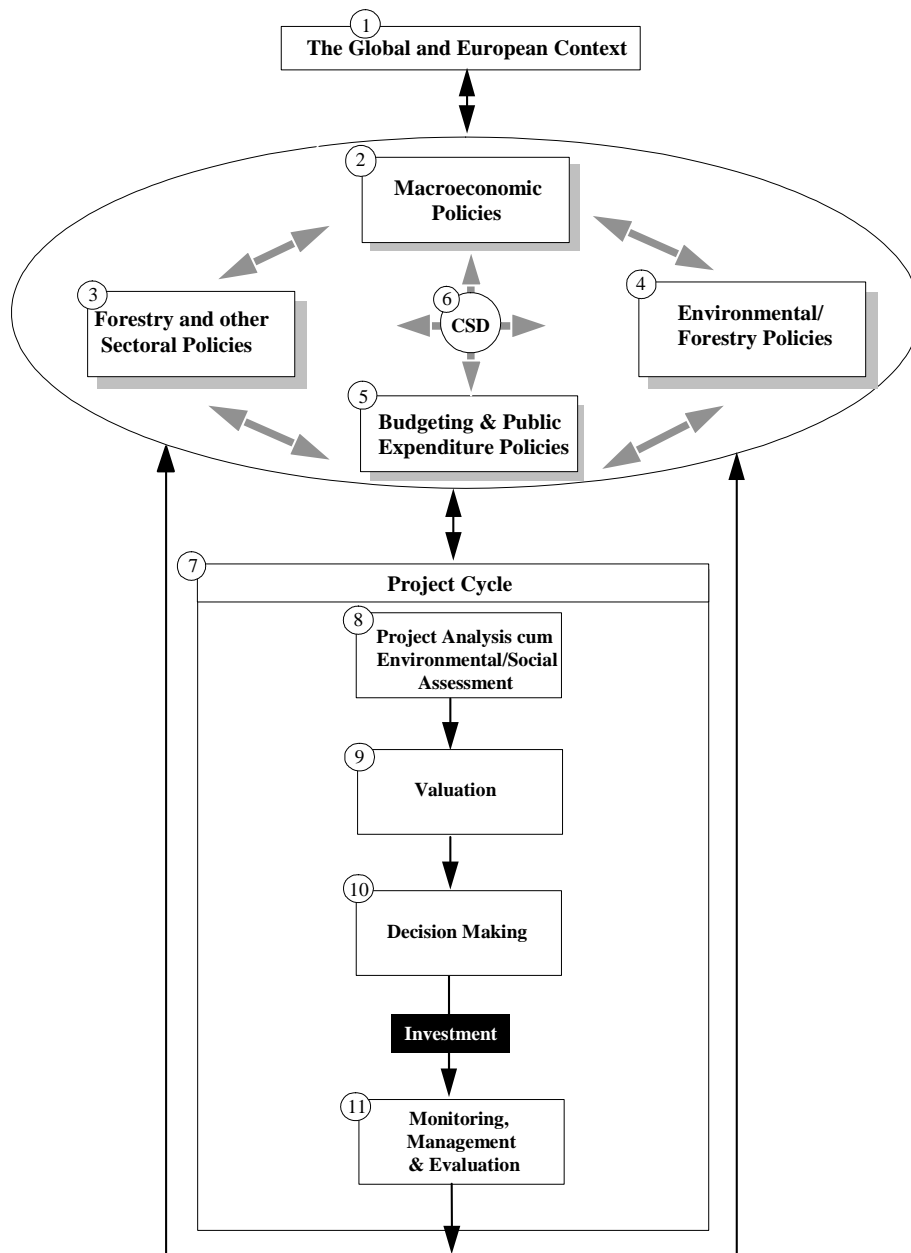 1
The Global and European Context
2
Macroeconomic
Policies
3
Forestry and other
Sectoral Policies
6
CSD
4
Environmental/
Forestry Policies
5
Budgeting & Public
Expenditure Policies
7
Project Cycle
8
Project Analysis cum
Environmental/Social
Assessment
9
Valuation
10
Decision Making
Investment
11
Monitoring,
Management
& Evaluation